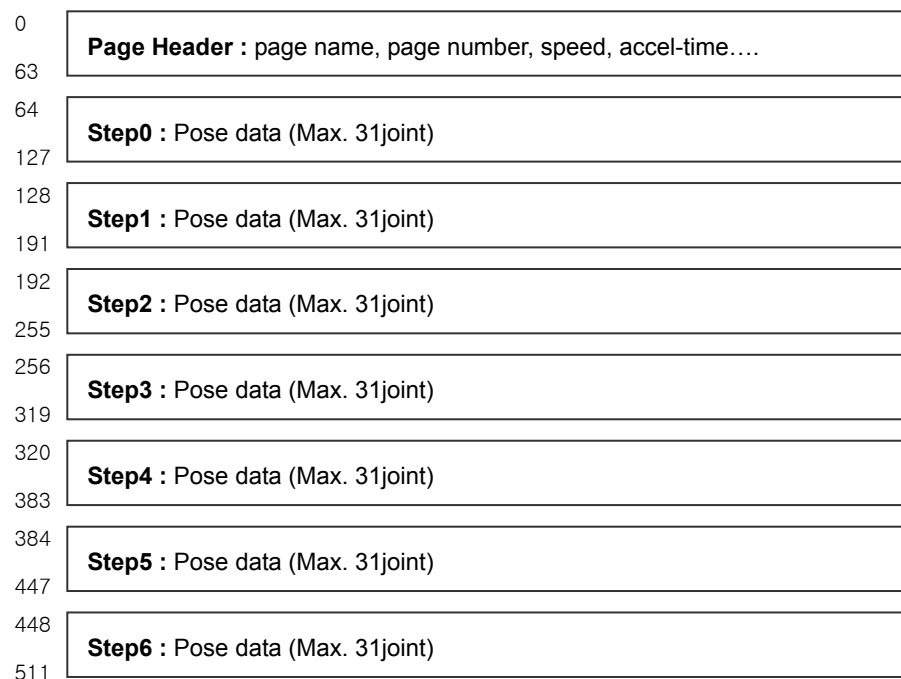 0
Page Header : page name, page number, speed, accel-time….
63
64
Step0 : Pose data (Max. 31joint)
127
128
Step1 : Pose data (Max. 31joint)
191
192
Step2 : Pose data (Max. 31joint)
255
256
Step3 : Pose data (Max. 31joint)
319
320
Step4 : Pose data (Max. 31joint)
383
384
Step5 : Pose data (Max. 31joint)
447
448
Step6 : Pose data (Max. 31joint)
511